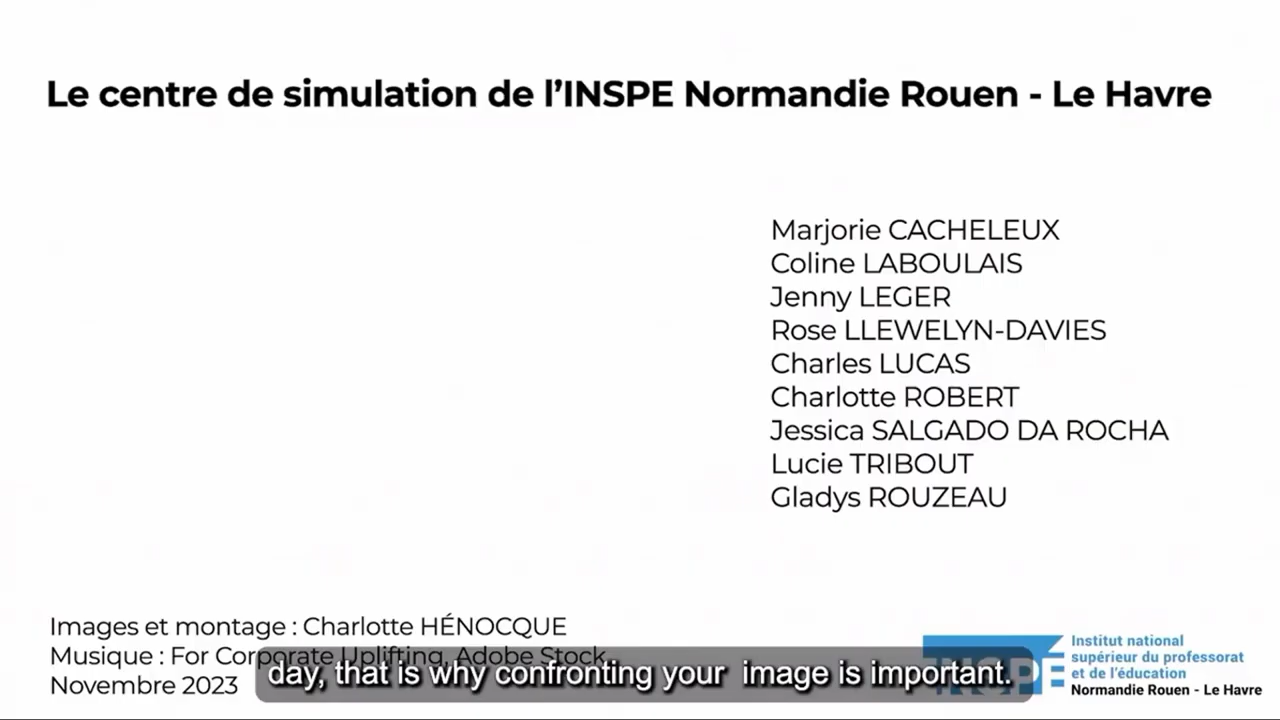 Le centre de simulation de l'INSPE Normandie Rouen - Le Havre
Marjorie CACHELEUX
Coline LABOULAIS
Jenny LEGER
Rose LLEWELYN-DAVIES
Charles LUCAS
Charlotte ROBERT
Jessica SALGADO DA ROCHA
Lucie TRIBOUT
Gladys ROUZEAU
Images et montage : Charlotte HÉNOCQUE
Musique : For Corporate Uplifting, Adobe Stock
Novembre 2023
day, that is why confronting your image is important.
INSPE
Institut national
supérieur du professorat
et de l'éducation
Normandie Rouen - Le Havre